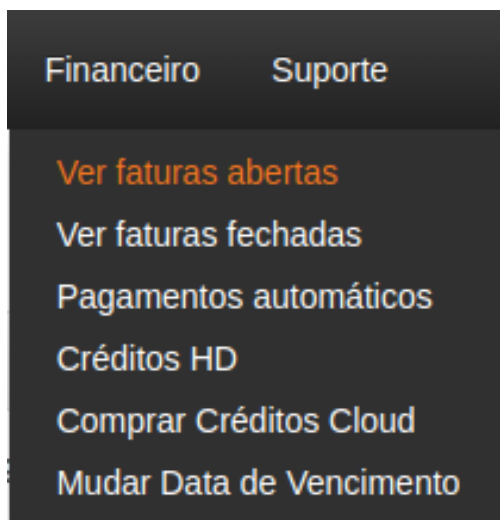 Financeiro Suporte
Ver faturas abertas
Ver faturas fechadas
Pagamentos automáticos
Créditos HD
Comprar Créditos Cloud
Mudar Data de Vencimento